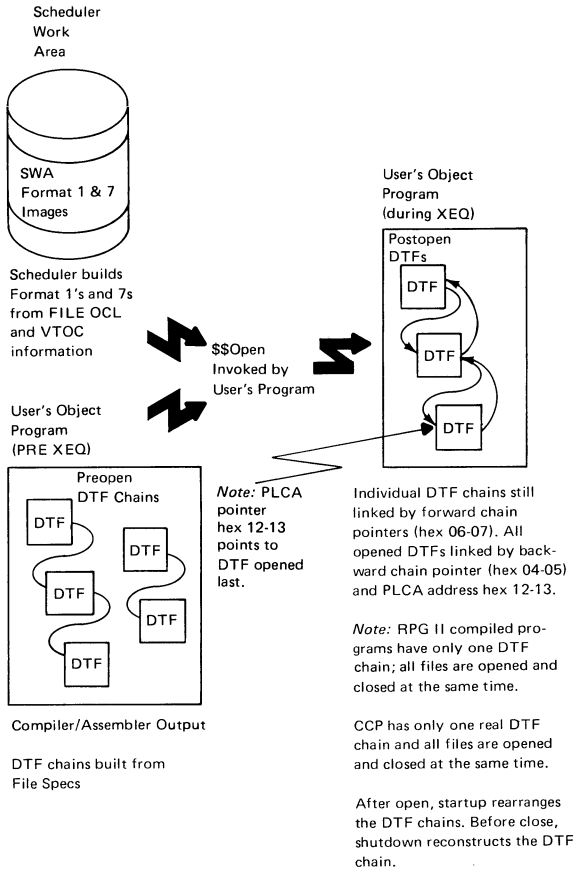 Scheduler
Work
Area
SWA
Format 1 & 7
Images
Scheduler builds
Format 1's and 7s
from FILE OCL
and VTOC
information
$$Open
Invoked by
User's Program
User's Object
Program
(during XEQ)
Postopen
DTFs
DTF
DTF
DTF
User's Object
Program
(PRE XEQ)
Preopen
DTF Chains
DTF
DTF
DTF
DTF
DTF
Compiler/Assembler Output
DTF chains built from
File Specs
Note: PLCA
pointer
hex 12-13
points to
DTF opened
last.
Individual DTF chains still
linked by forward chain
pointers (hex 06-07). All
opened DTFs linked by back-
ward chain pointer (hex 04-05)
and PLCA address hex 12-13.
Note: RPG II compiled pro-
grams have only one DTF
chain; all files are opened and
closed at the same time.
CCP has only one real DTF
chain and all files are opened
and closed at the same time.
After open, startup rearranges
the DTF chains. Before close,
shutdown reconstructs the DTF
chain.